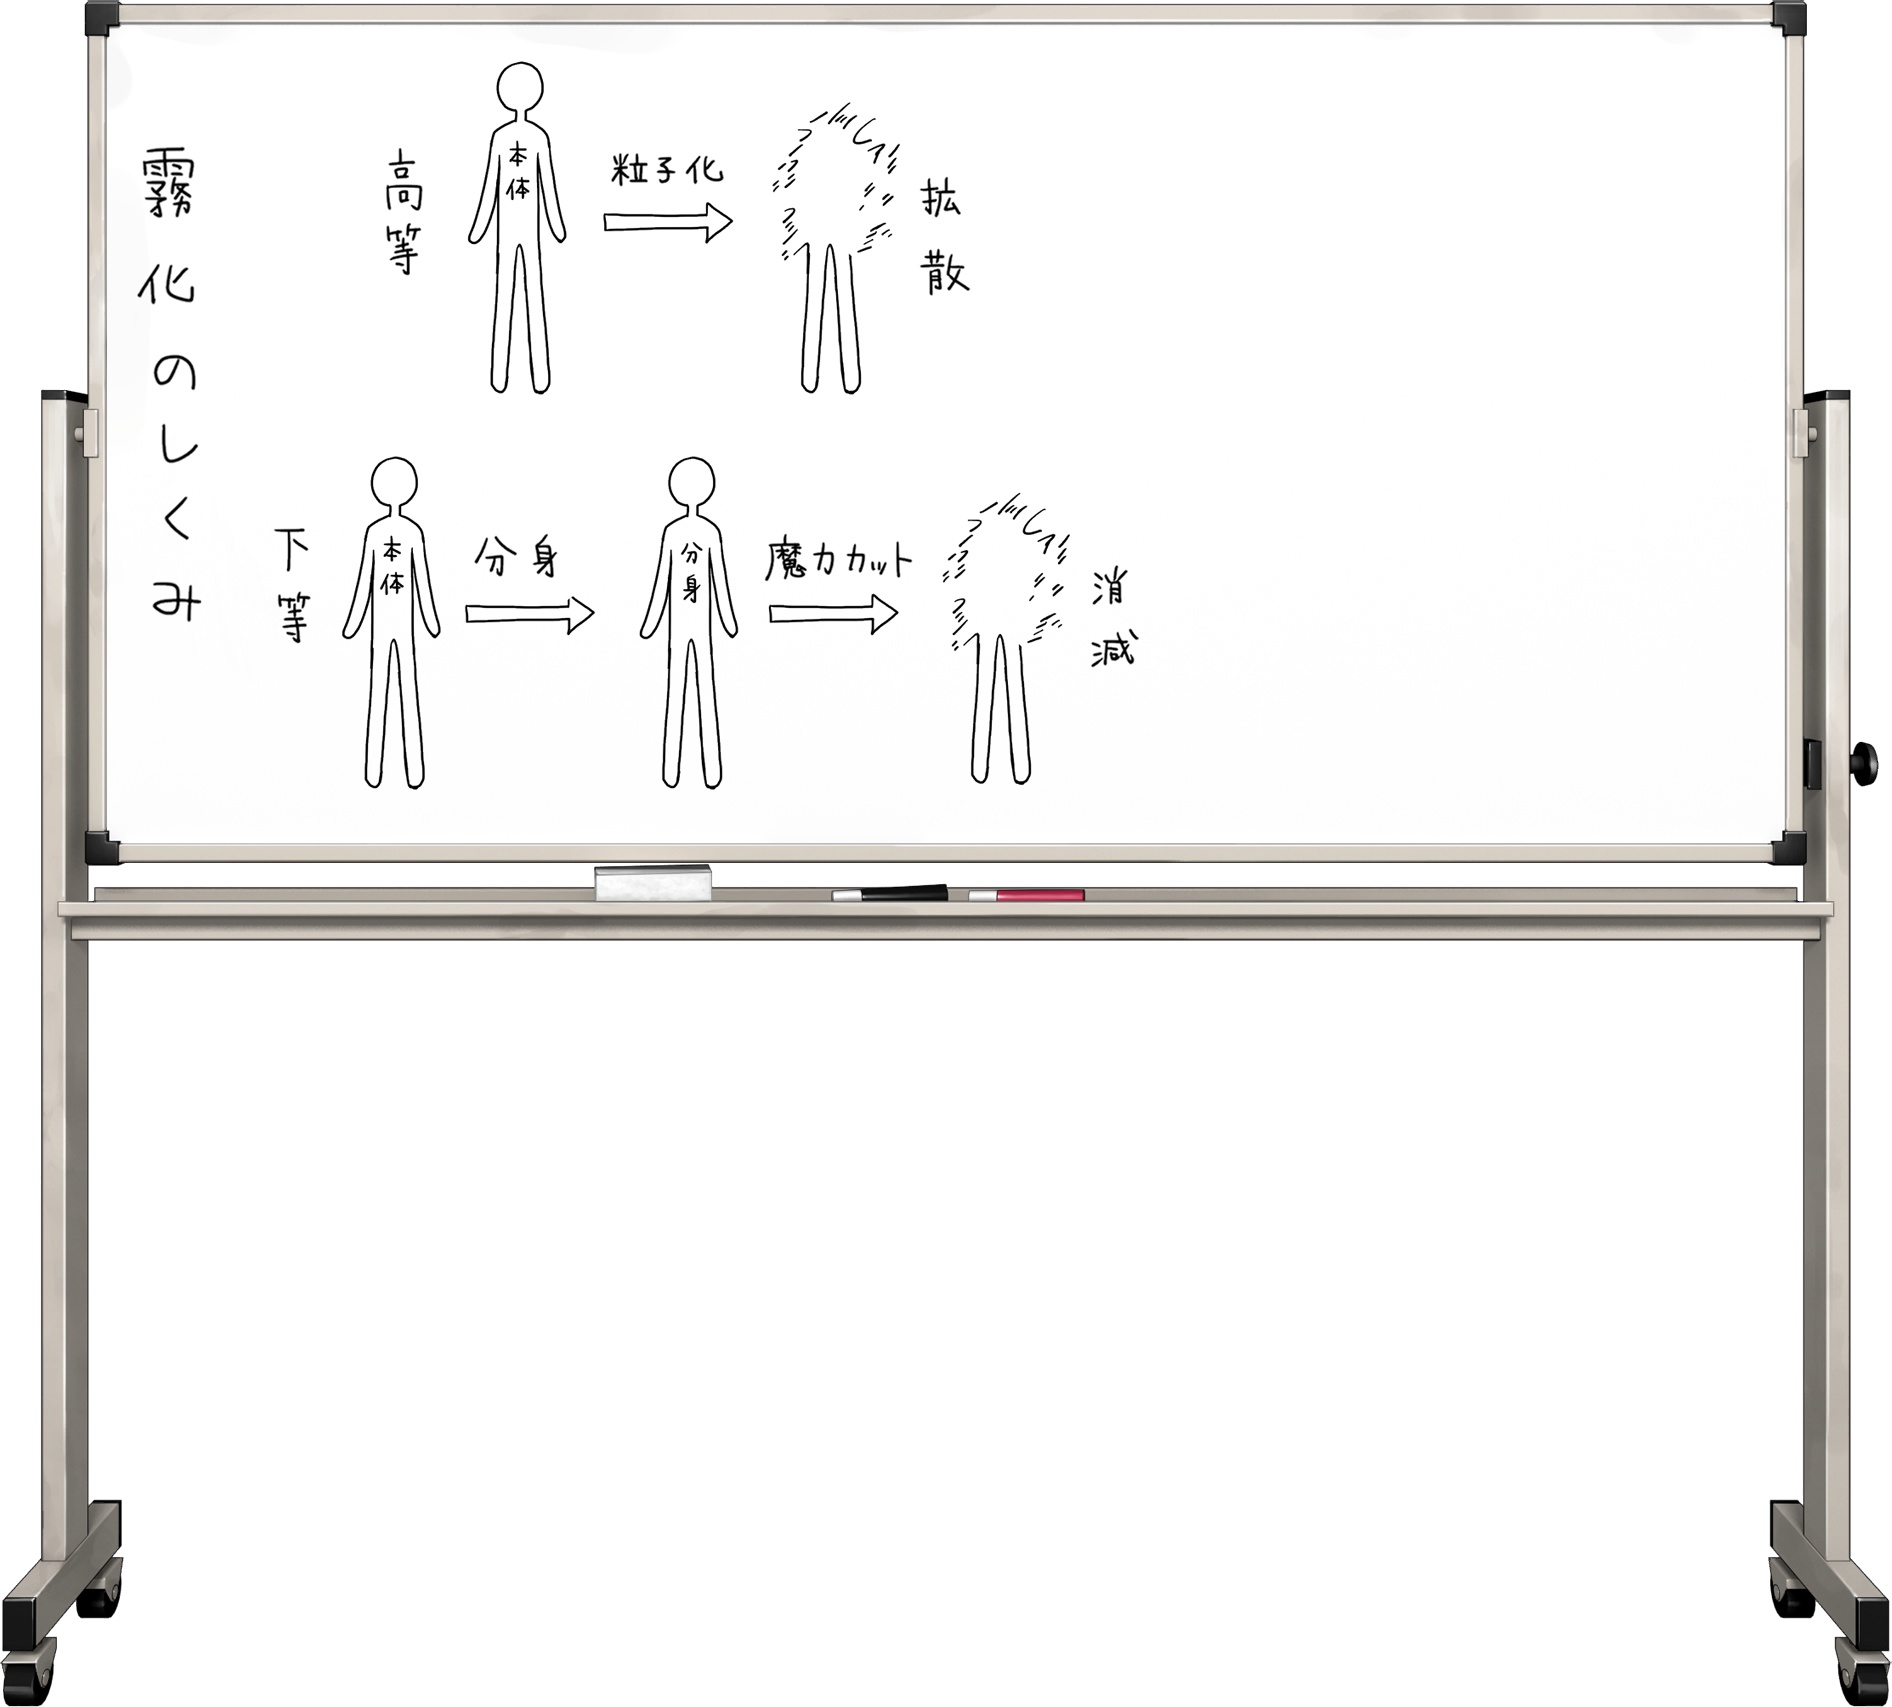 霧化のしくみ
高等
本体
粒子化
拡散
下等
本体
分身
分身
魔力カット
消滅